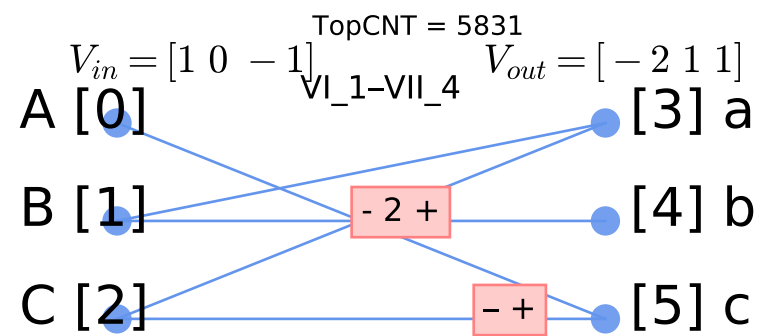 TopCNT = 5831
V_in = [1 0 − 1] V_out = [ − 2 1 1]
VI_1–VII_4
A [0] [3] a
B [1] - 2 + [4] b
C [2] – + [5] c